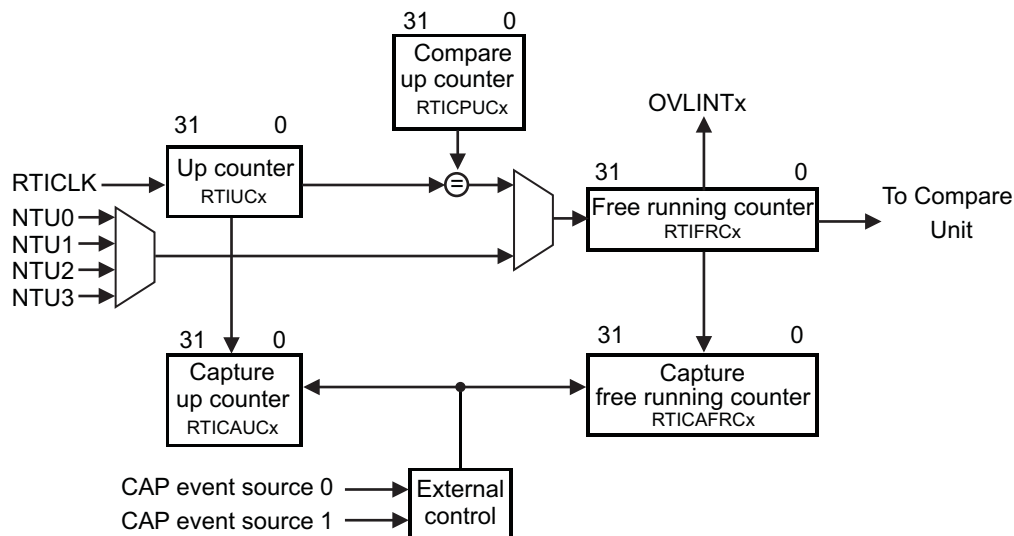 31 0
Compare
up counter
RTICPUCx
OVLINTx
31 0
Up counter
RTIUCx
RTICLK
NTU0
NTU1
NTU2
NTU3
=
31 0
Free running counter
RTIFRCx
To Compare
Unit
31 0
Capture
up counter
RTICAUCx
31 0
Capture
free running counter
RTICAFRCx
CAP event source 0
CAP event source 1
External
control